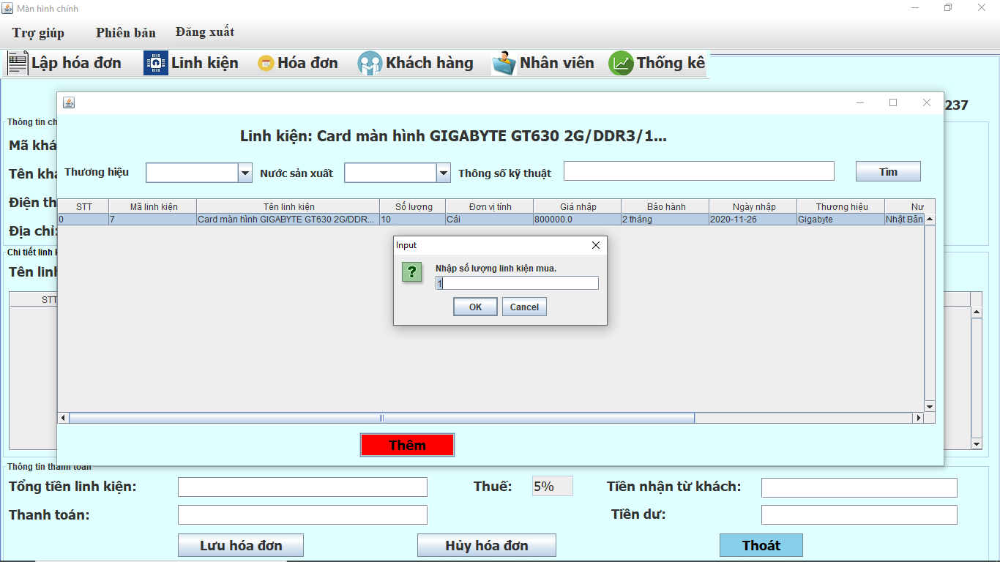 Màn hình chính
Trợ giúp Phiên bản Đăng xuất
Lập hóa đơn Linh kiện Hóa đơn Khách hàng Nhân viên Thống kê
237
Thông tin ch
Mã khá
Tên khá
Điện th
Địa chỉ:
Chi tiết linh k
Tên linh
STT
Linh kiện: Card màn hình GIGABYTE GT630 2G/DDR3/1...
Thương hiệu Nước sản xuất Thông số kỹ thuật Tìm
STT Mã linh kiện Tên linh kiện Số lượng Đơn vị tính Giá nhập Bảo hành Ngày nhập Thương hiệu Nư
0 7 Card màn hình GIGABYTE GT630 2G/DDR... 10 Cái 800000.0 2 tháng 2020-11-26 Gigabyte Nhật Bản
Input
Nhập số lượng linh kiện mua.
1
OK Cancel
Thêm
Thông tin thanh toán
Tổng tiền linh kiện: Thuế: 5% Tiền nhận từ khách:
Thanh toán: Tiền dư:
Lưu hóa đơn Hủy hóa đơn Thoát